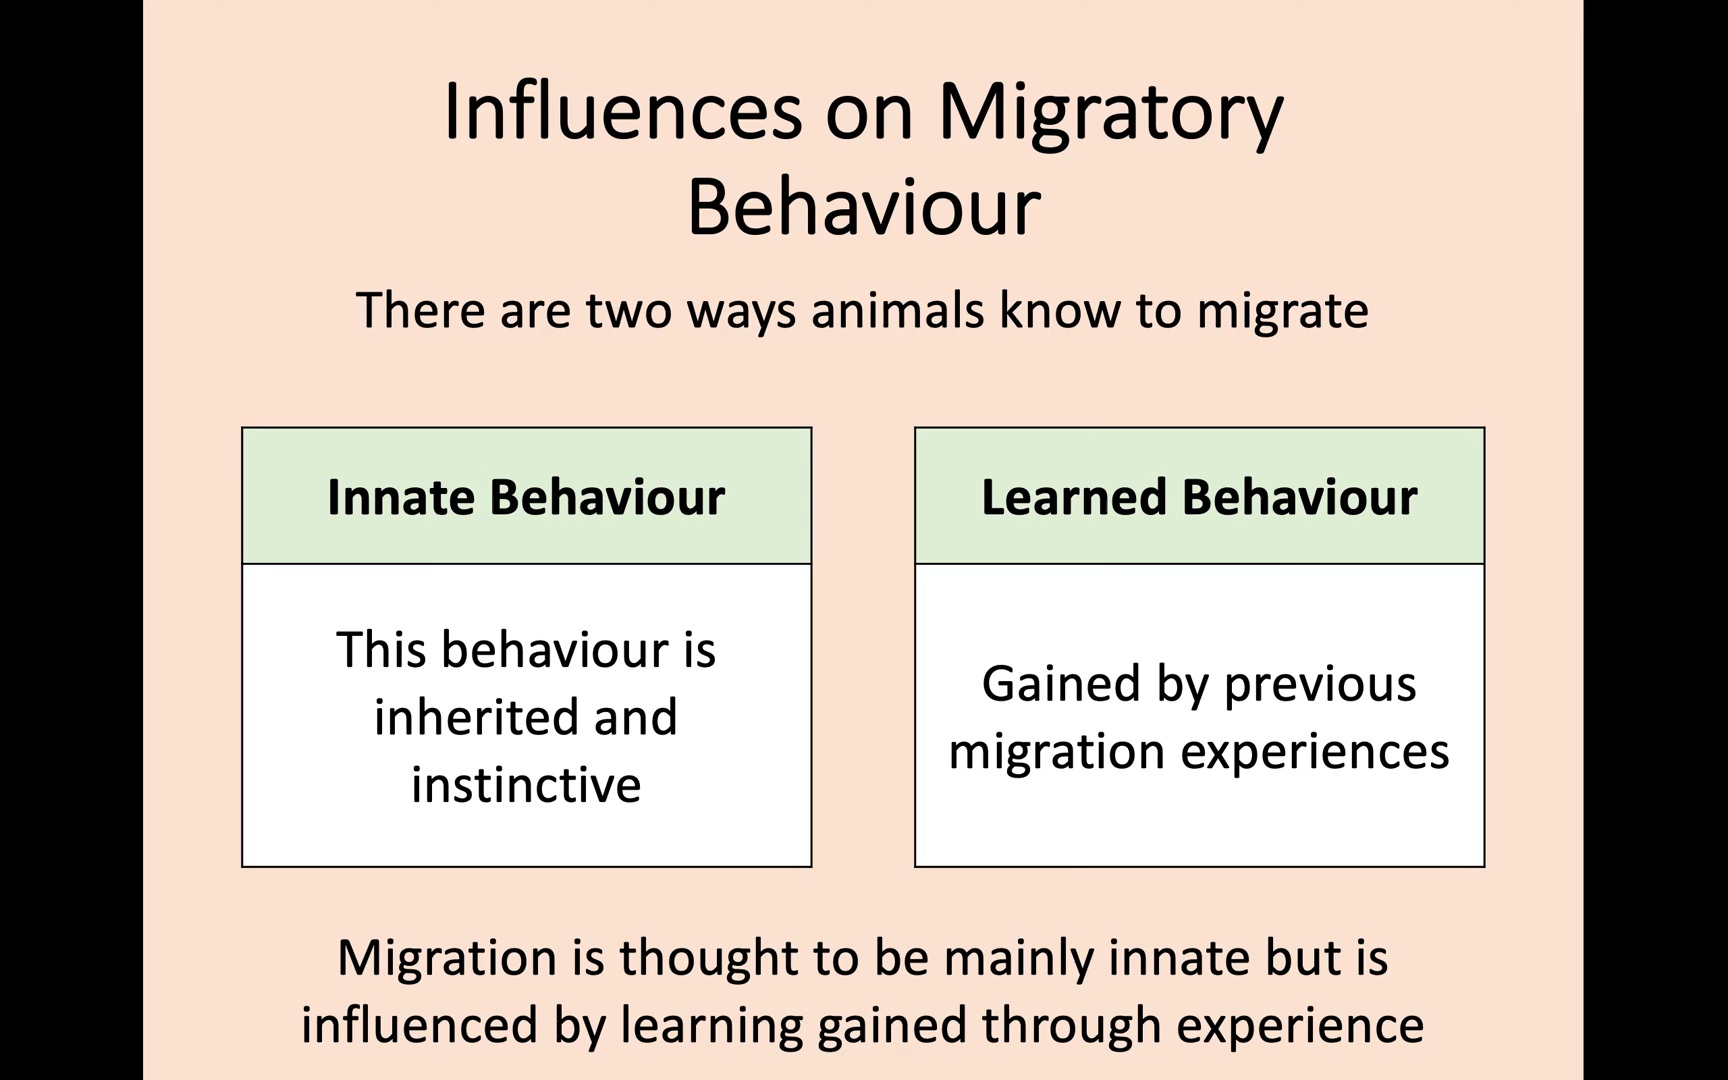 Influences on Migratory
Behaviour
There are two ways animals know to migrate
Innate Behaviour
This behaviour is
inherited and
instinctive
Learned Behaviour
Gained by previous
migration experiences
Migration is thought to be mainly innate but is
influenced by learning gained through experience